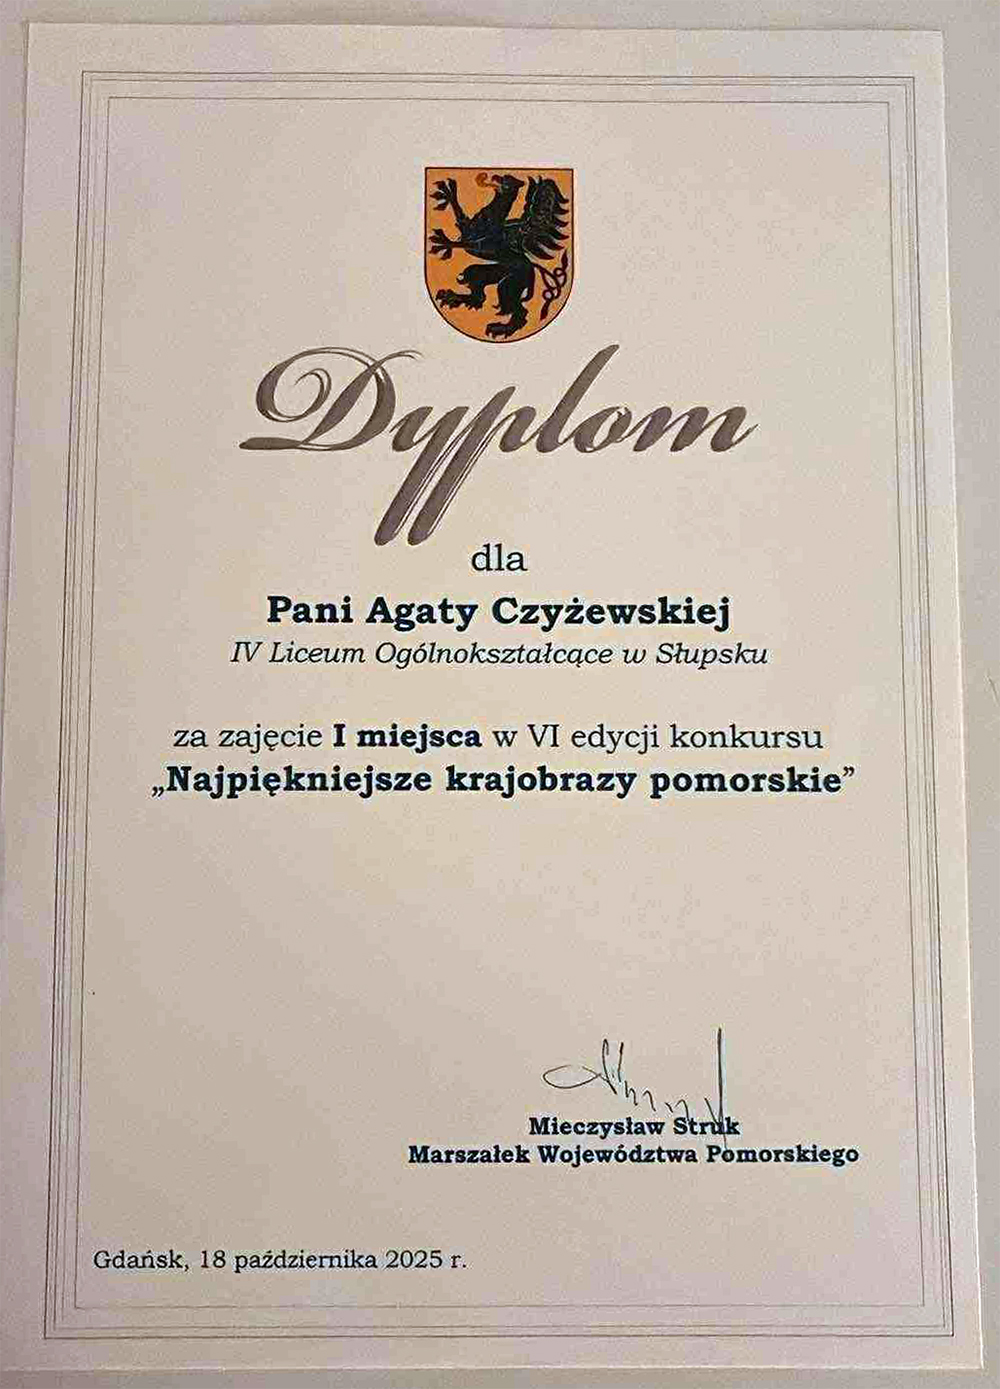 Dyplom
dla
Pani Agaty Czyżewskiej
IV Liceum Ogólnokształcące w Słupsku
za zajęcie I miejsca w VI edycji konkursu
„Najpiękniejsze krajobrazy pomorskie”
Mieczysław Struk
Marszałek Województwa Pomorskiego
Gdańsk, 18 października 2025 r.